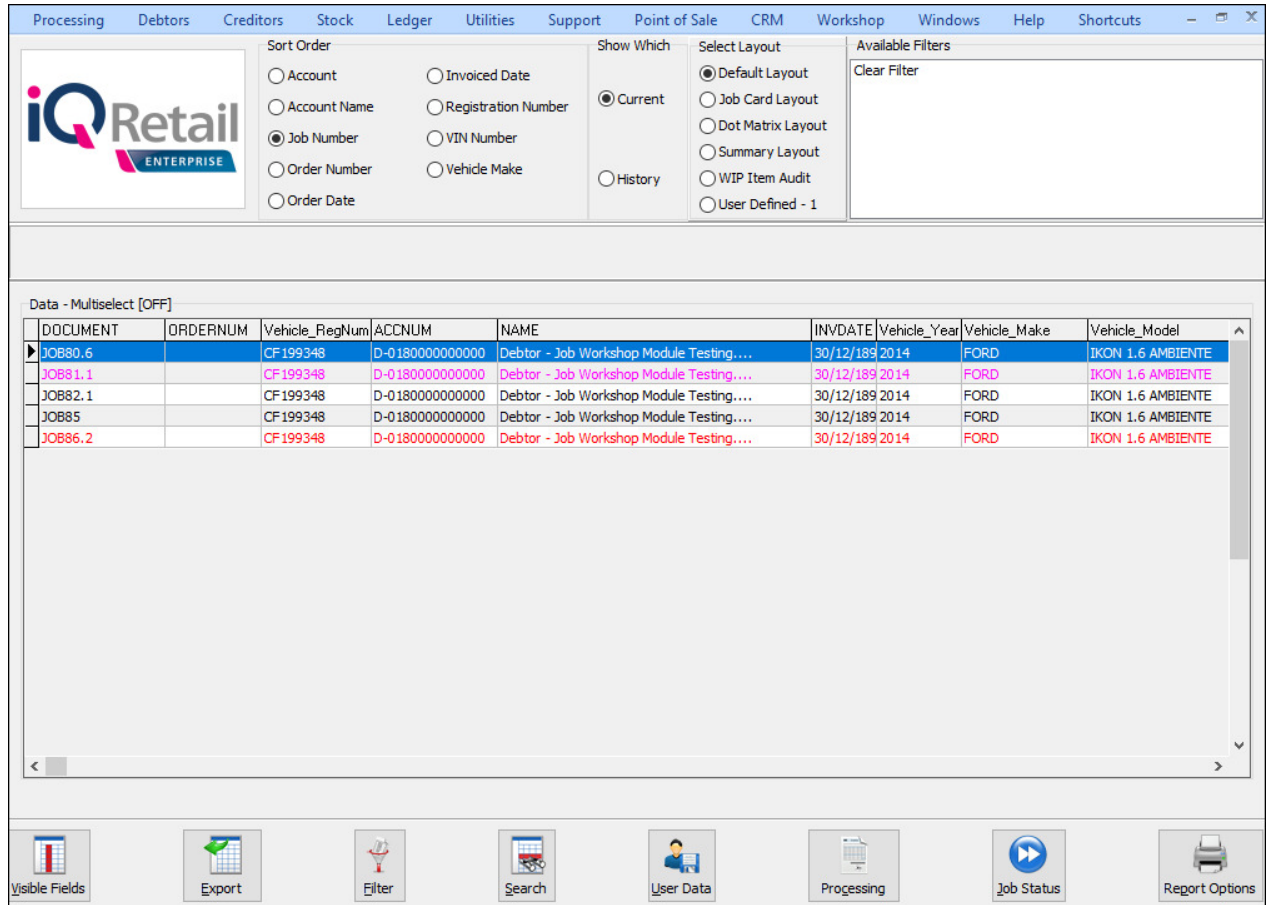 Processing Debtors Creditors Stock Ledger Utilities Support Point of Sale CRM Workshop Windows Help Shortcuts
iQ Retail
ENTERPRISE
Sort Order
Account
Account Name
Job Number
Order Number
Order Date
Invoiced Date
Registration Number
VIN Number
Vehicle Make
Show Which
Current
History
Select Layout
Default Layout
Job Card Layout
Dot Matrix Layout
Summary Layout
WIP Item Audit
User Defined - 1
Available Filters
Clear Filter
Data - Multiselect [OFF]
DOCUMENT ORDERNUM Vehicle_RegNum ACCNUM NAME INVDATE Vehicle_Year Vehicle_Make Vehicle_Model
JOB80.6 CF199348 D-0180000000000 Debtor - Job Workshop Module Testing.... 30/12/189 2014 FORD IKON 1.6 AMBIENTE
JOB81.1 CF199348 D-0180000000000 Debtor - Job Workshop Module Testing.... 30/12/189 2014 FORD IKON 1.6 AMBIENTE
JOB82.1 CF199348 D-0180000000000 Debtor - Job Workshop Module Testing.... 30/12/189 2014 FORD IKON 1.6 AMBIENTE
JOB85 CF199348 D-0180000000000 Debtor - Job Workshop Module Testing.... 30/12/189 2014 FORD IKON 1.6 AMBIENTE
JOB86.2 CF199348 D-0180000000000 Debtor - Job Workshop Module Testing.... 30/12/189 2014 FORD IKON 1.6 AMBIENTE
Visible Fields Export Filter Search User Data Processing Job Status Report Options